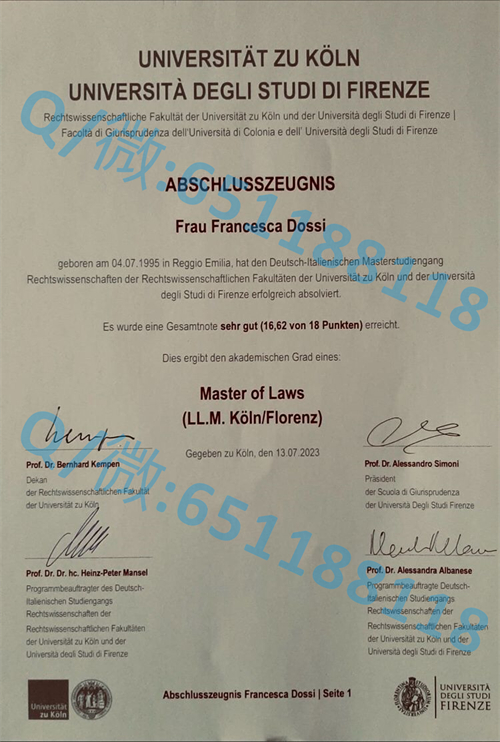 UNIVERSITÄT ZU KÖLN
UNIVERSITÀ DEGLI STUDI DI FIRENZE
Rechtswissenschaftliche Fakultät der Universität zu Köln und der Università degli Studi di Firenze |
Facoltà di Giurisprudenza dell'Università di Colonia e dell' Università degli Studi di Firenze
ABSCHLUSSZEUGNIS
Frau Francesca Dossi
geboren am 04.07.1995 in Reggio Emilia, hat den Deutsch-Italienischen Masterstudiengang
Rechtswissenschaften der Rechtswissenschaftlichen Fakultäten der Universität zu Köln und der Università
degli Studi di Firenze erfolgreich absolviert.
Es wurde eine Gesamtnote sehr gut (16,62 von 18 Punkten) erreicht.
Dies ergibt den akademischen Grad eines:
Master of Laws
(LL.M. Köln/Florenz)
Gegeben zu Köln, den 13.07.2023
Prof. Dr. Bernhard Kempen
Dekan
der Rechtswissenschaftlichen Fakultät
der Universität zu Köln
Prof. Dr. Alessandro Simoni
Präsident
der Scuola di Giurisprudenza
der Università Degli Studi Firenze
Prof. Dr. Dr. hc. Heinz-Peter Mansel
Programmbeauftragter des Deutsch-
Italienischen Studiengangs
Rechtswissenschaften der
Rechtswissenschaftlichen Fakultäten
der Universität zu Köln und der
Università degli Studi di Firenze
Prof. Dr. Alessandra Albanese
Programmbeauftragte Deutsch-
Italienischen Studiengangs
Rechtswissenschaften der
Rechtswissenschaftlichen Fakultäten
der Universität zu Köln und der
Università degli Studi di Firenze
Universität
zu Köln
Abschlusszeugnis Francesca Dossi | Seite 1
UNIVERSITÀ
DEGLI STUDI
FIRENZE
Q/微:651188118
Q/微:651188118